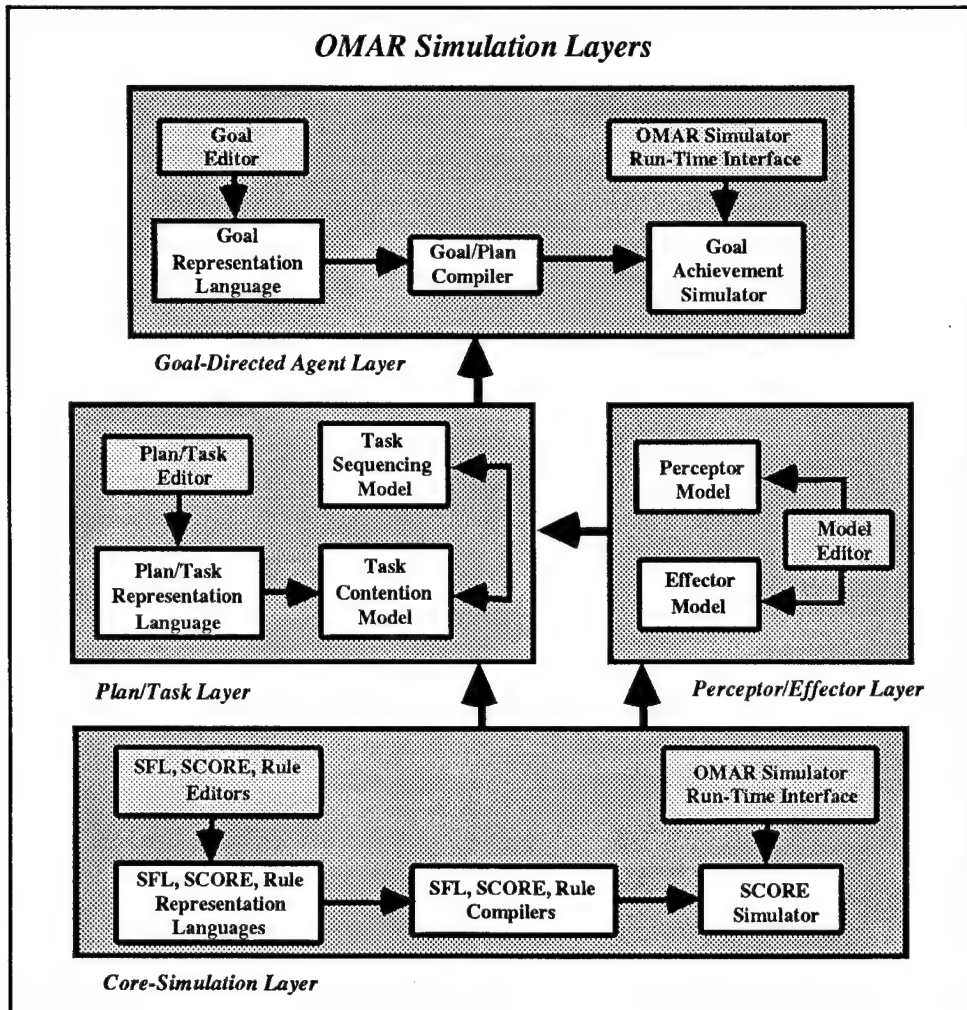 OMAR Simulation Layers
Goal
Editor
OMAR Simulator
Run-Time Interface
Goal
Representation
Language
Goal/Plan
Compiler
Goal
Achievement
Simulator
Goal-Directed Agent Layer
Plan/Task
Editor
Task
Sequencing
Model
Plan/Task
Representation
Language
Task
Contention
Model
Plan/Task Layer
Perceptor
Model
Model
Editor
Effector
Model
Perceptor/Effector Layer
SFL, SCORE, Rule
Editors
OMAR Simulator
Run-Time Interface
SFL, SCORE, Rule
Representation
Languages
SFL, SCORE, Rule
Compilers
SCORE
Simulator
Core-Simulation Layer